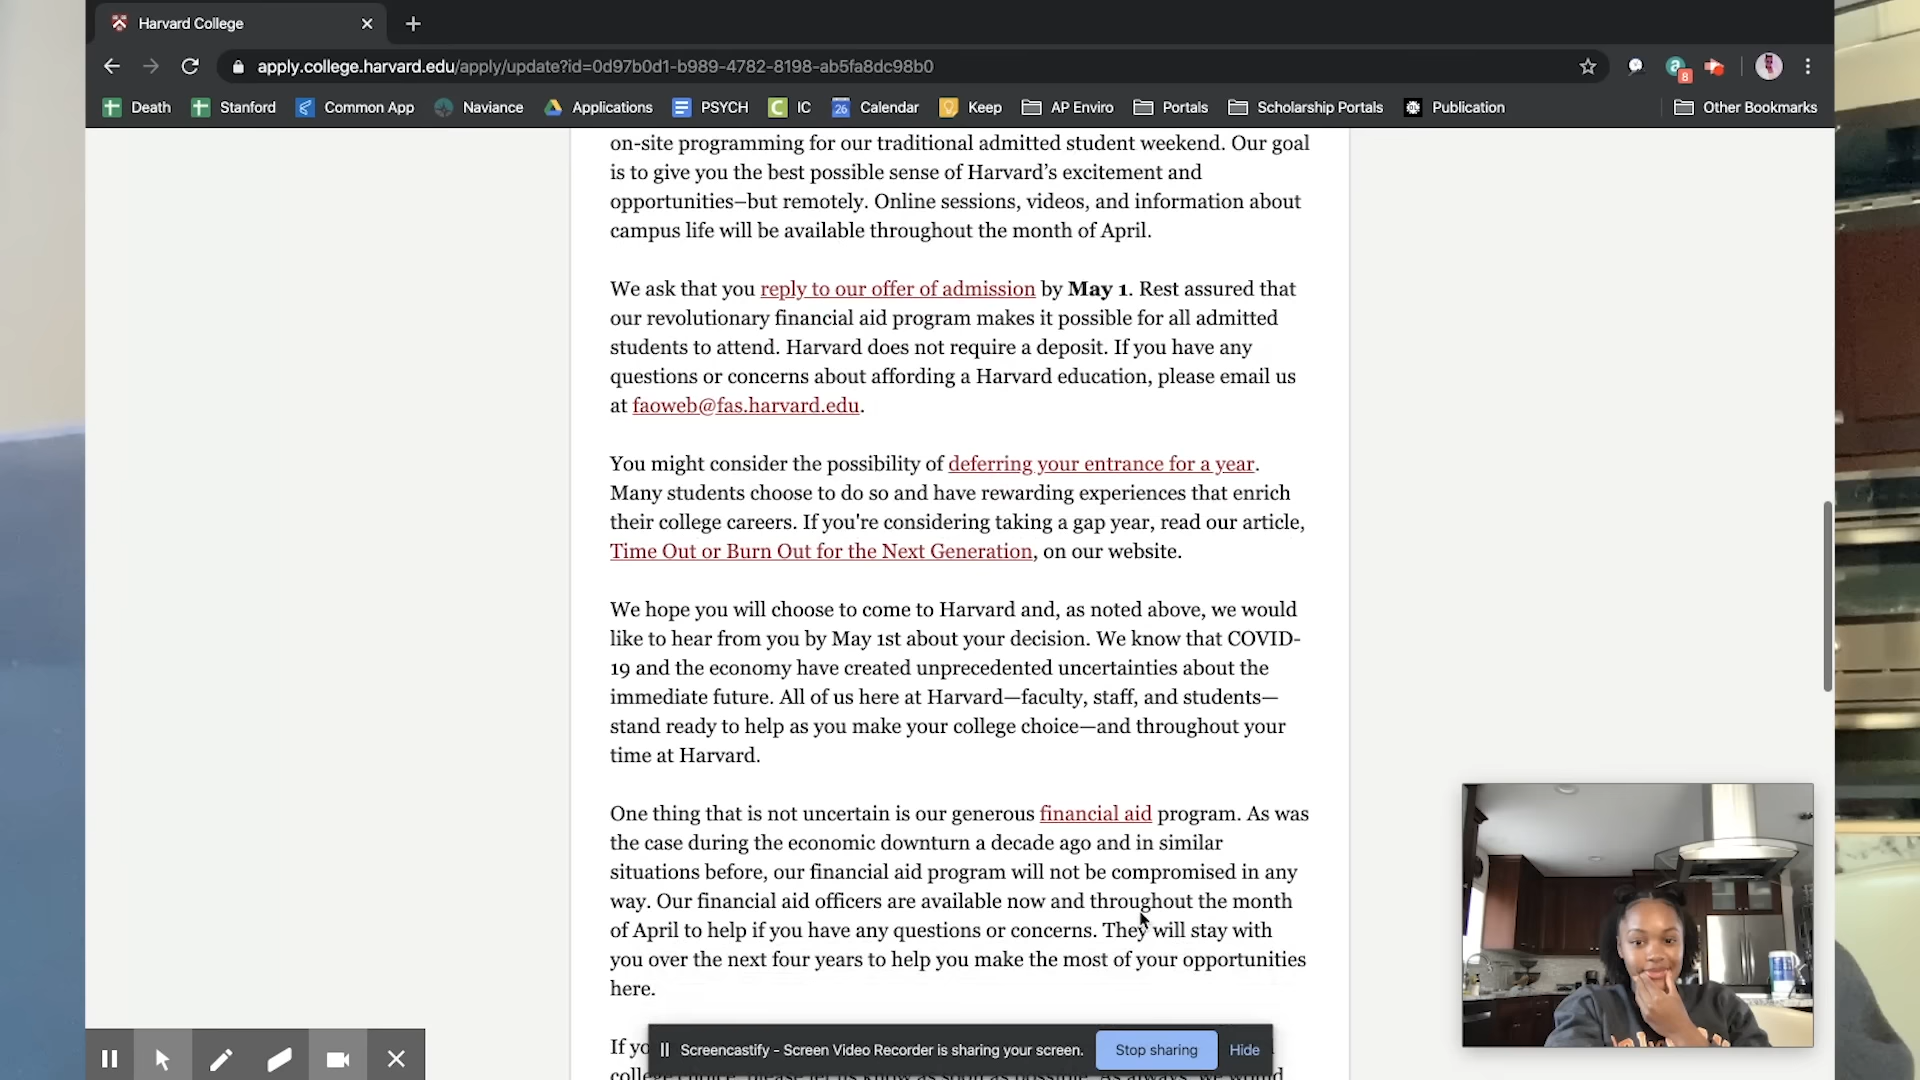 Harvard College
apply.college.harvard.edu/apply/update?id=0d97b0d1-b989-4782-8198-ab5fa8dc98b0
8
Death Stanford Common App Naviance Applications PSYCH IC 26 Calendar Keep AP Enviro Portals Scholarship Portals Publication Other Bookmarks
on-site programming for our traditional admitted student weekend. Our goal
is to give you the best possible sense of Harvard’s excitement and
opportunities–but remotely. Online sessions, videos, and information about
campus life will be available throughout the month of April.
We ask that you reply to our offer of admission by May 1. Rest assured that
our revolutionary financial aid program makes it possible for all admitted
students to attend. Harvard does not require a deposit. If you have any
questions or concerns about affording a Harvard education, please email us
at faoweb@fas.harvard.edu.
You might consider the possibility of deferring your entrance for a year.
Many students choose to do so and have rewarding experiences that enrich
their college careers. If you're considering taking a gap year, read our article,
Time Out or Burn Out for the Next Generation, on our website.
We hope you will choose to come to Harvard and, as noted above, we would
like to hear from you by May 1st about your decision. We know that COVID-
19 and the economy have created unprecedented uncertainties about the
immediate future. All of us here at Harvard—faculty, staff, and students—
stand ready to help as you make your college choice—and throughout your
time at Harvard.
One thing that is not uncertain is our generous financial aid program. As was
the case during the economic downturn a decade ago and in similar
situations before, our financial aid program will not be compromised in any
way. Our financial aid officers are available now and throughout the month
of April to help if you have any questions or concerns. They will stay with
you over the next four years to help you make the most of your opportunities
here.
If
Screencastify - Screen Video Recorder is sharing your screen. Stop sharing Hide